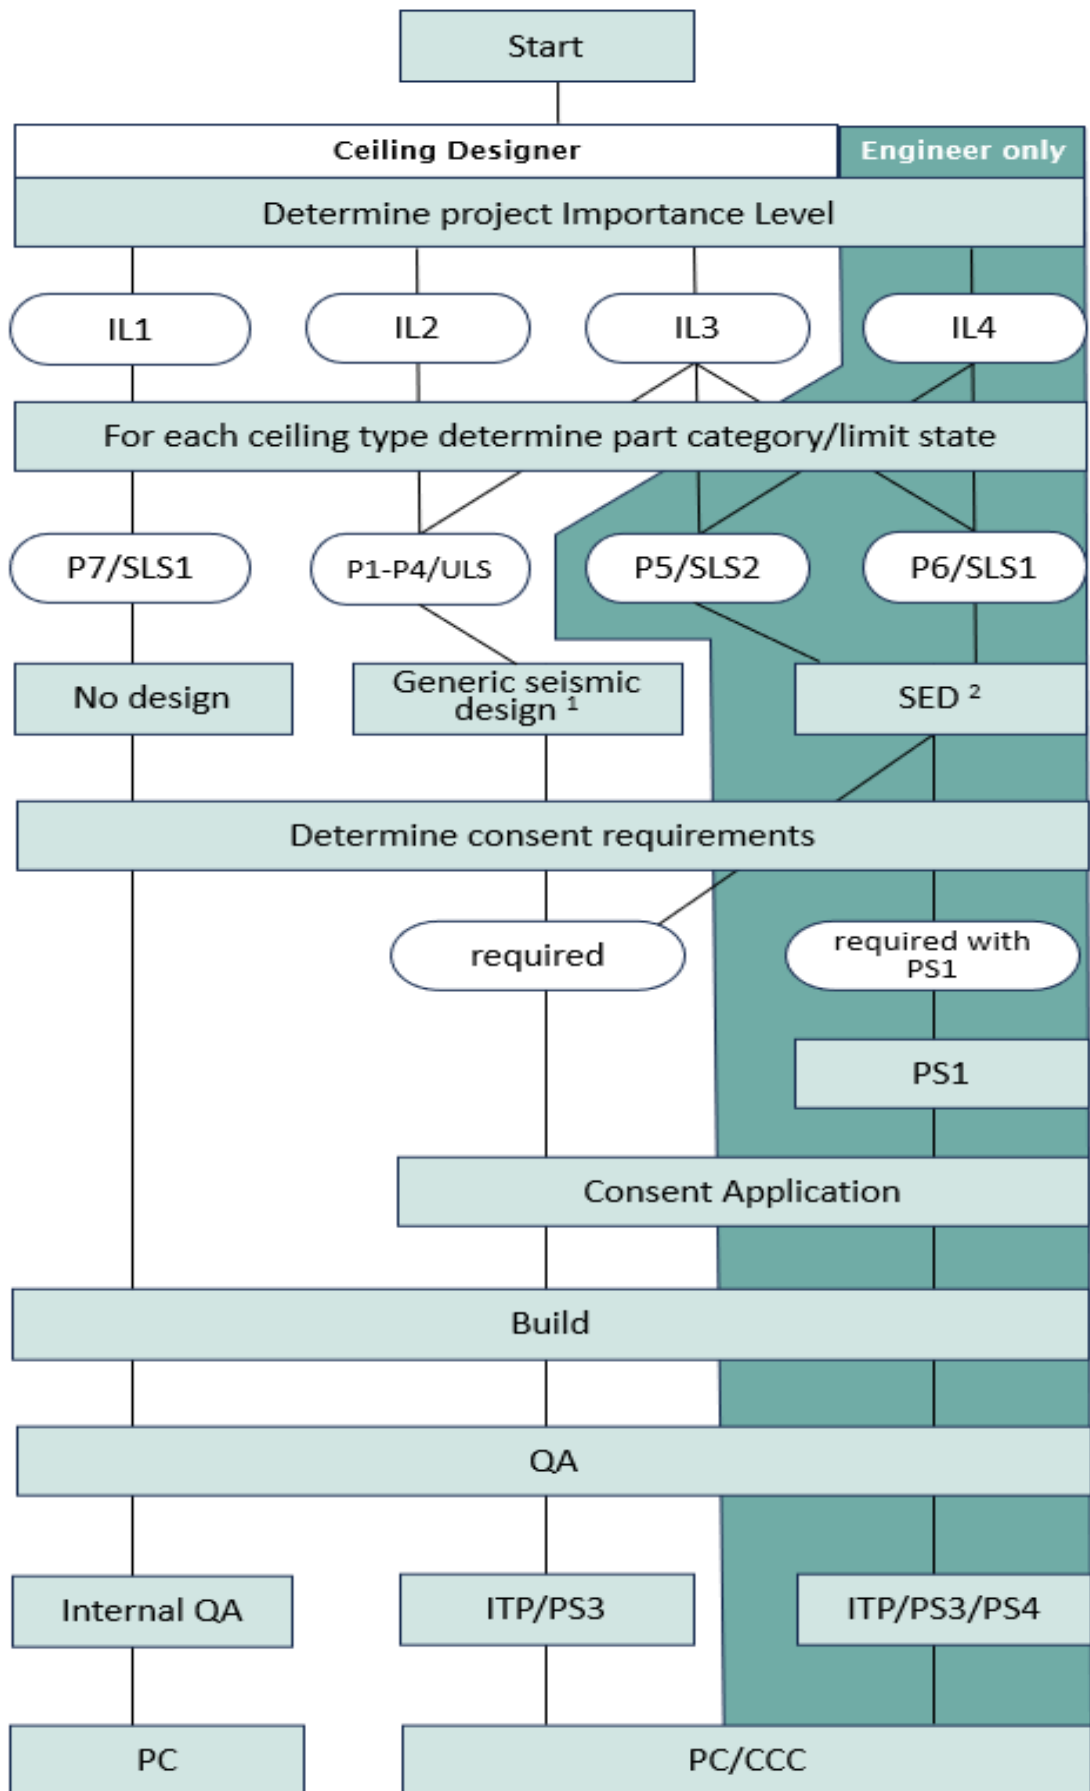 Start
Ceiling Designer
Engineer only
Determine project Importance Level
IL1
IL2
IL3
IL4
For each ceiling type determine part category/limit state
P7/SLS1
P1-P4/ULS
P5/SLS2
P6/SLS1
No design
Generic seismic
design ¹
SED ²
Determine consent requirements
required
required with
PS1
PS1
Consent Application
Build
QA
Internal QA
ITP/PS3
ITP/PS3/PS4
PC
PC/CCC